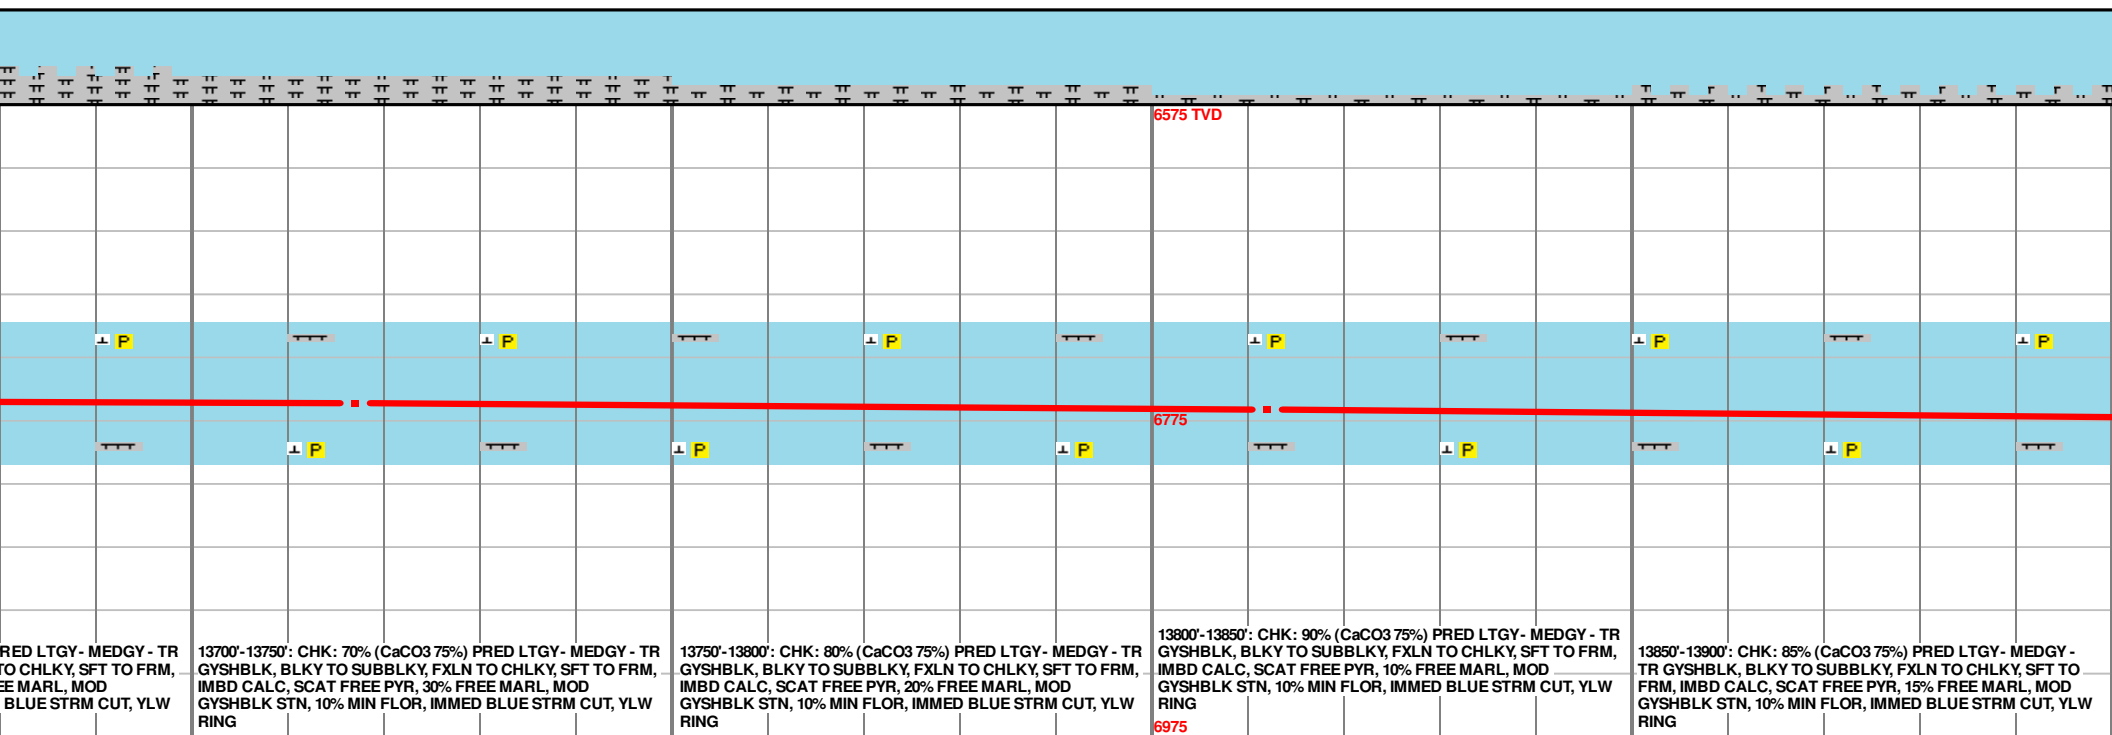 6575 TVD
P P P P P P
6775
P P P P P
RED LTGY- MEDGY - TR
TO CHLKY, SFT TO FRM,
EE MARL, MOD
BLUE STRM CUT, YLW
13700'-13750': CHK: 70% (CaCO3 75%) PRED LTGY- MEDGY - TR
GYSHBLK, BLKY TO SUBBLKY, FXLN TO CHLKY, SFT TO FRM,
IMBD CALC, SCAT FREE PYR, 30% FREE MARL, MOD
GYSHBLK STN, 10% MIN FLOR, IMMED BLUE STRM CUT, YLW
RING
13750'-13800': CHK: 80% (CaCO3 75%) PRED LTGY- MEDGY - TR
GYSHBLK, BLKY TO SUBBLKY, FXLN TO CHLKY, SFT TO FRM,
IMBD CALC, SCAT FREE PYR, 20% FREE MARL, MOD
GYSHBLK STN, 10% MIN FLOR, IMMED BLUE STRM CUT, YLW
RING
13800'-13850': CHK: 90% (CaCO3 75%) PRED LTGY- MEDGY - TR
GYSHBLK, BLKY TO SUBBLKY, FXLN TO CHLKY, SFT TO FRM,
IMBD CALC, SCAT FREE PYR, 10% FREE MARL, MOD
GYSHBLK STN, 10% MIN FLOR, IMMED BLUE STRM CUT, YLW
RING
6975
13850'-13900': CHK: 85% (CaCO3 75%) PRED LTGY- MEDGY -
TR GYSHBLK, BLKY TO SUBBLKY, FXLN TO CHLKY, SFT TO
FRM, IMBD CALC, SCAT FREE PYR, 15% FREE MARL, MOD
GYSHBLK STN, 10% MIN FLOR, IMMED BLUE STRM CUT, YLW
RING